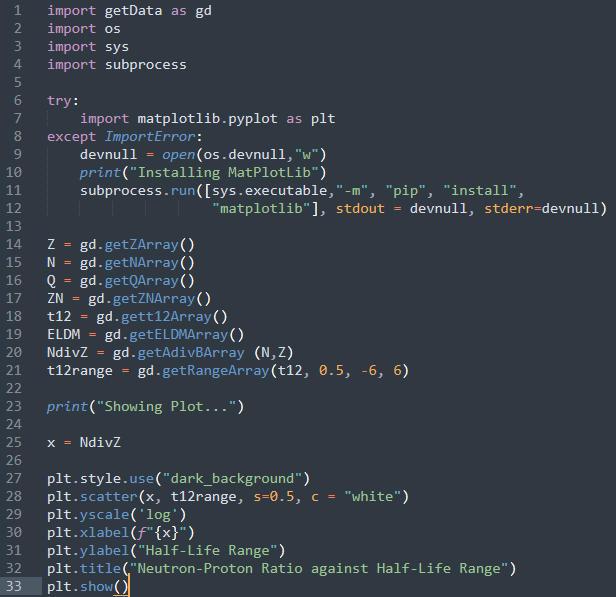 1 import getData as gd
2 import os
3 import sys
4 import subprocess
5
6 try:
7     import matplotlib.pyplot as plt
8 except ImportError:
9     devnull = open(os.devnull,"w")
10     print("Installing MatPlotLib")
11     subprocess.run([sys.executable,"-m", "pip", "install",
12                     "matplotlib"], stdout = devnull, stderr=devnull)
13
14 Z = gd.getZArray()
15 N = gd.getNArray()
16 Q = gd.getQArray()
17 ZN = gd.getZNArray()
18 t12 = gd.gett12Array()
19 ELDM = gd.getELDMArray()
20 NdivZ = gd.getAdivBArray (N,Z)
21 t12range = gd.getRangeArray(t12, 0.5, -6, 6)
22
23 print("Showing Plot...")
24
25 x = NdivZ
26
27 plt.style.use("dark_background")
28 plt.scatter(x, t12range, s=0.5, c = "white")
29 plt.yscale('log')
30 plt.xlabel(f"{x}")
31 plt.ylabel("Half-Life Range")
32 plt.title("Neutron-Proton Ratio against Half-Life Range")
33 plt.show()